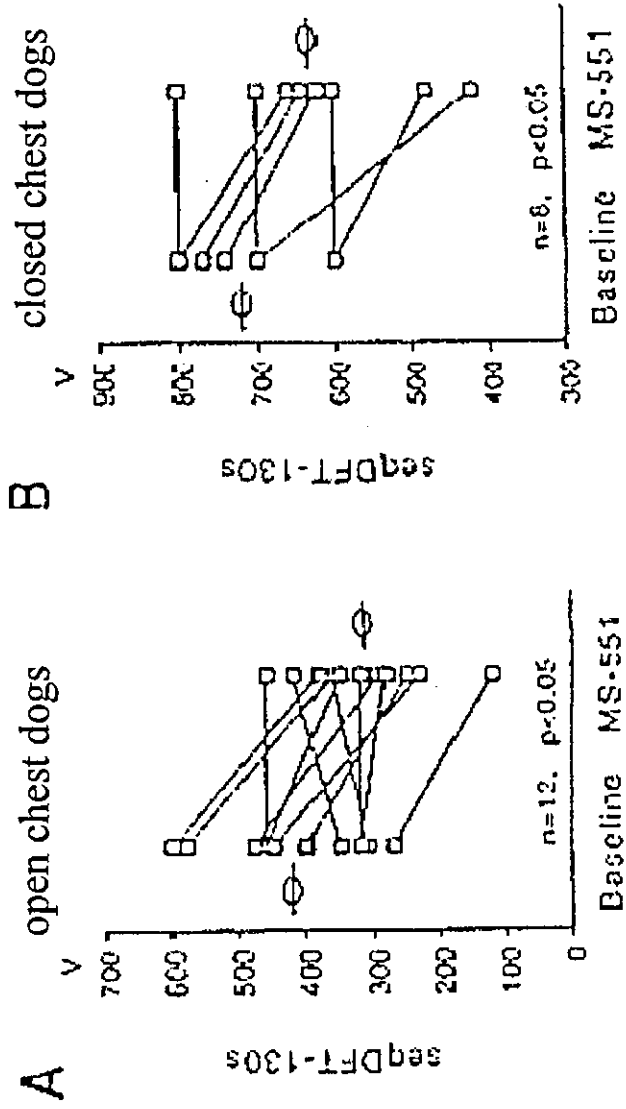 A
open chest dogs
V
700
600
500
400
300
200
100
0
seqDFT-130s
n=12, p<0.05
Baseline MS-551
B
closed chest dogs
V
900
800
700
600
500
400
300
seqDFT-130s
n=8, p<0.05
Baseline MS-551